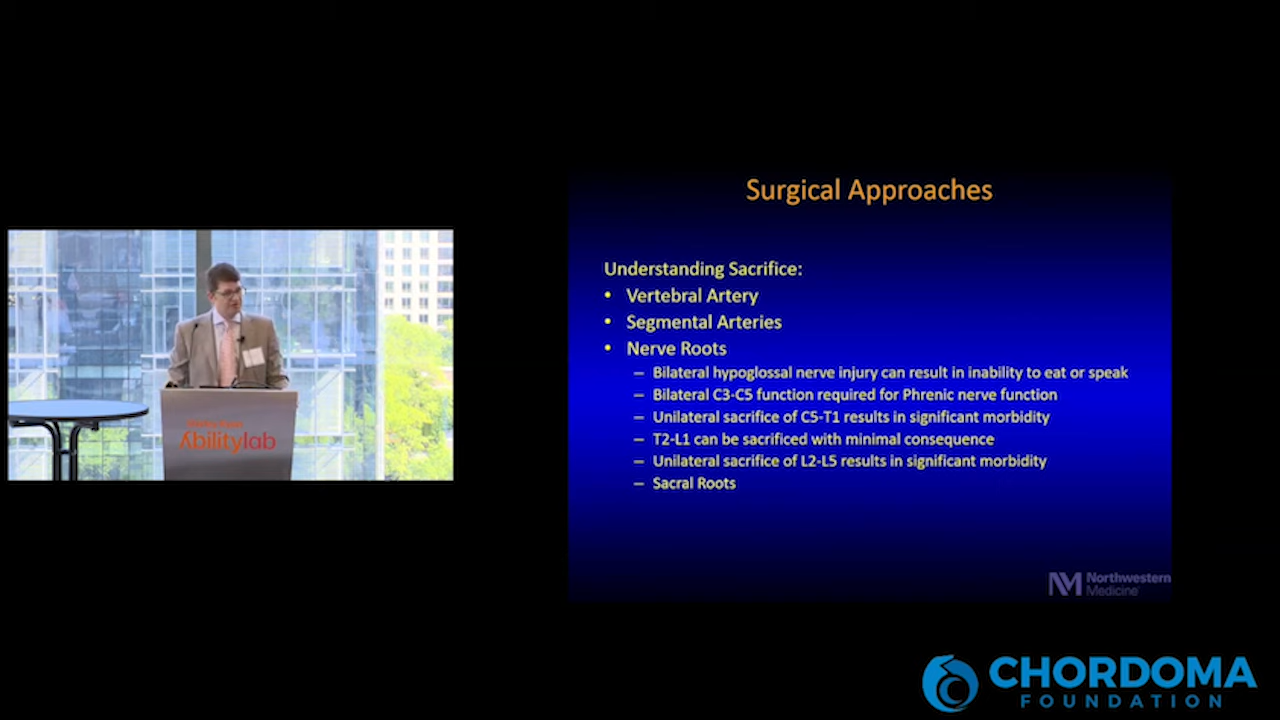 Surgical Approaches
Understanding Sacrifice:
• Vertebral Artery
• Segmental Arteries
• Nerve Roots
– Bilateral hypoglossal nerve injury can result in inability to eat or speak
– Bilateral C3-C5 function required for Phrenic nerve function
– Unilateral sacrifice of C5-T1 results in significant morbidity
– T2-L1 can be sacrificed with minimal consequence
– Unilateral sacrifice of L2-L5 results in significant morbidity
– Sacral Roots
Abilitylab
NM Northwestern
Medicine
CHORDOMA
FOUNDATION